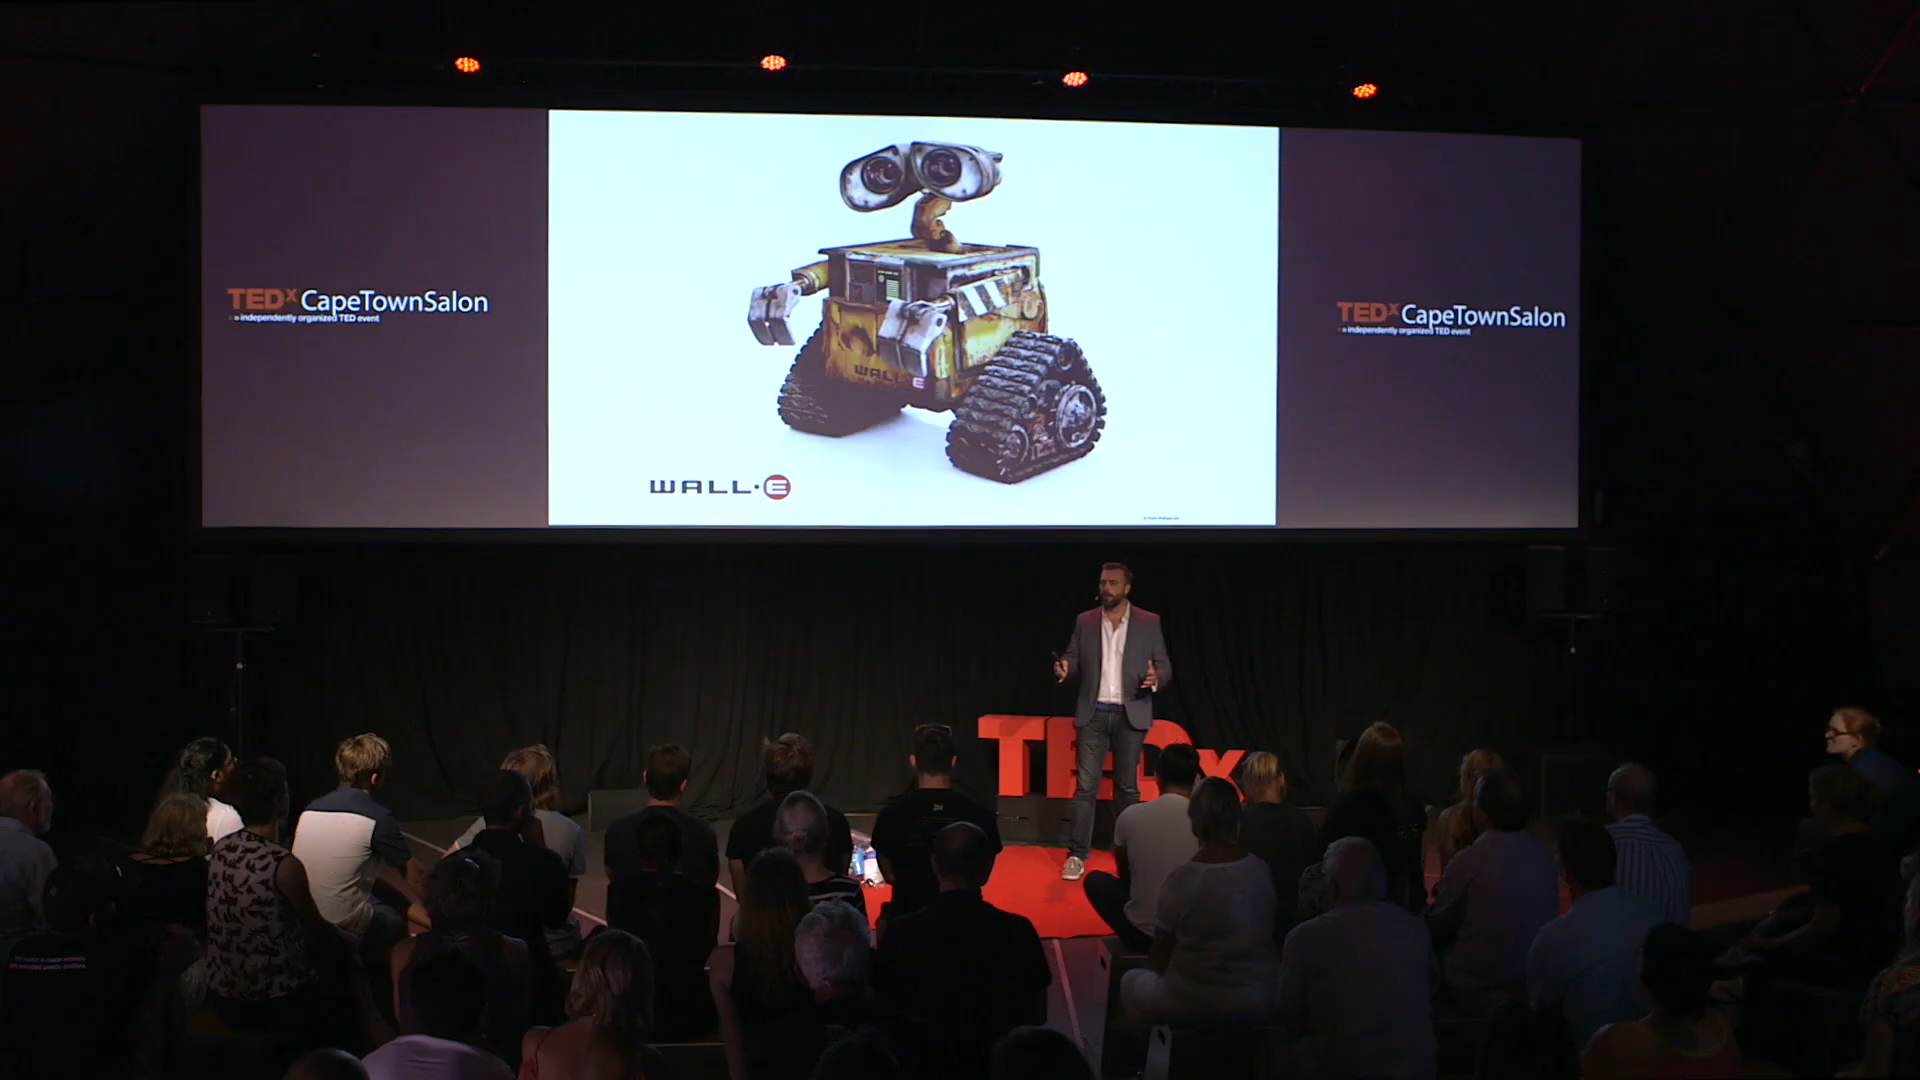 TEDx CapeTownSalon
independently organized TED event
WALL E
WALL·E
TEDx CapeTownSalon
independently organized TED event
TEDx